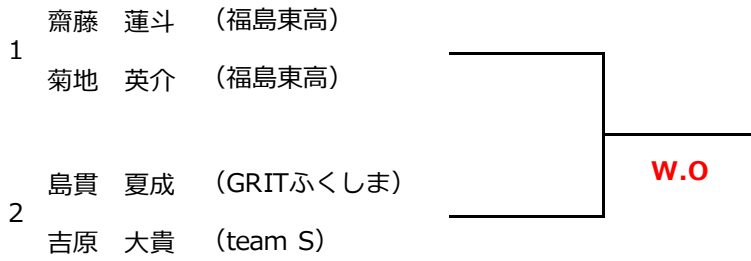 齋藤　蓮斗　（福島東高）
1
菊地　英介　（福島東高）
W.O
島貫　夏成　（GRITふくしま）
2
吉原　大貴　（team S）